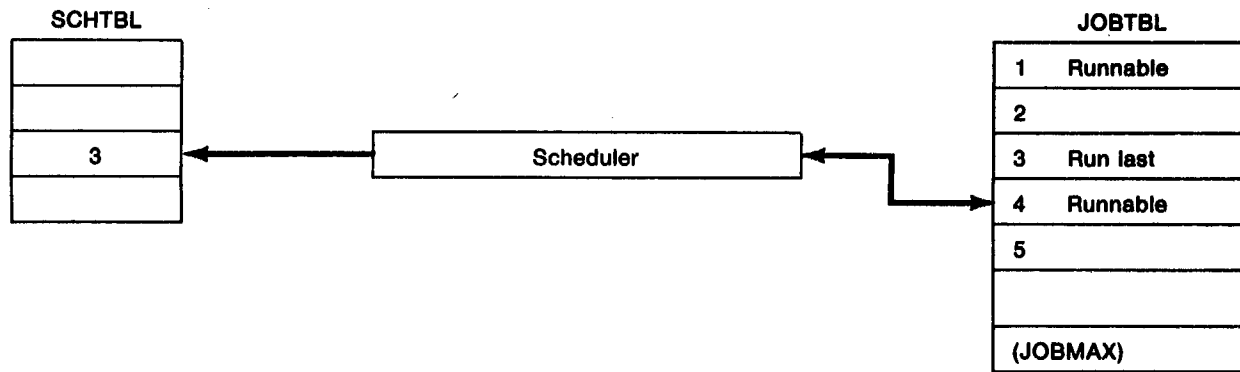 SCHTBL
3
Scheduler
JOBTBL
1 Runnable
2
3 Run last
4 Runnable
5
(JOBMAX)